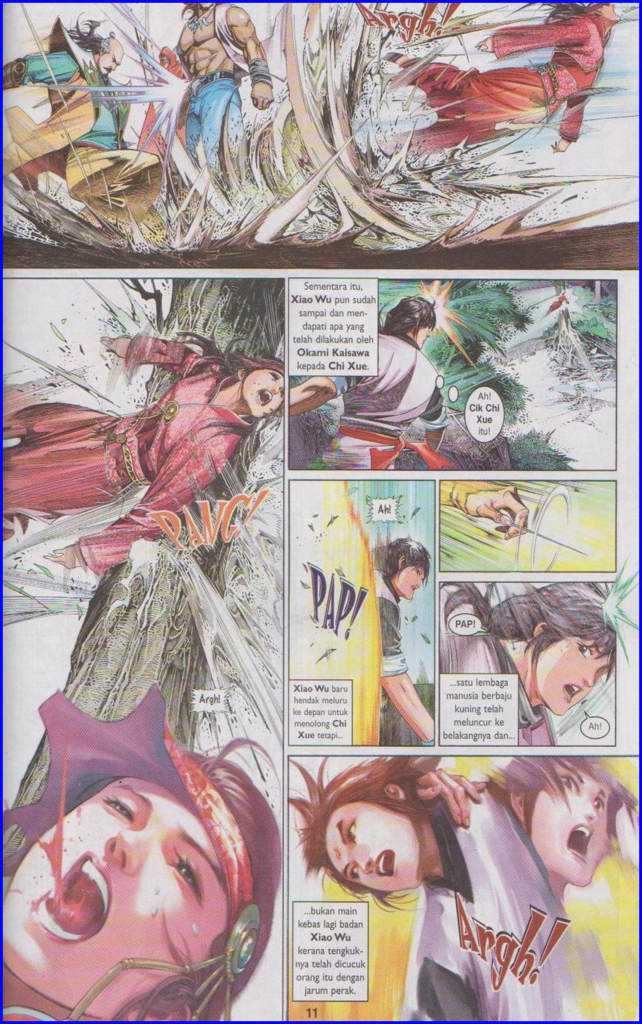 Argh!
Sementara itu,
Xiao Wu pun sudah
sampai dan men-
dapati apa yang
telah dilakukan oleh
Okami Kaisawa
kepada Chi Xue.
Ah!
Cik Chi
Xue
itu!
PANG!
Argh!
Ah!
PAP!
Xiao Wu baru
hendak meluru
ke depan untuk
menolong Chi
Xue tetapi...
PAP!
...satu lembaga
manusia berbaju
kuning telah
meluncur ke
belakangnya dan...
Ah!
...bukan main
kebas lagi badan
Xiao Wu
kerana tengkuk-
nya telah dicucuk
orang itu dengan
jarum perak.
Argh!
11